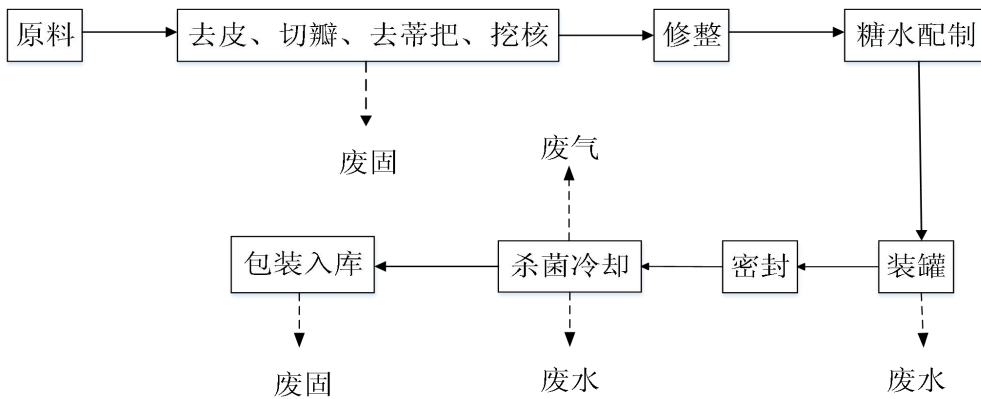 原料
去皮、切瓣、去蒂把、挖核
修整
糖水配制
废固
废气
包装入库
杀菌冷却
密封
装罐
废固
废水
废水